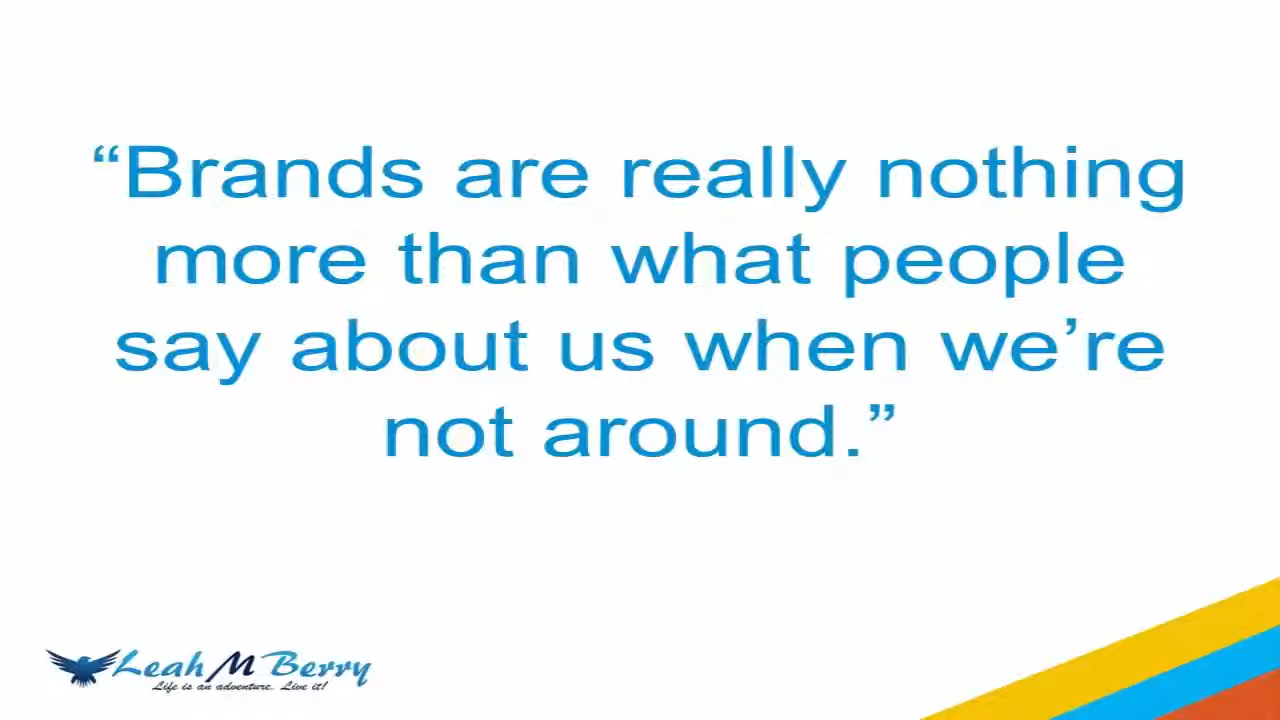 “Brands are really nothing
more than what people
say about us when we’re
not around.”
Leah M Berry
Life is an adventure. Live it!